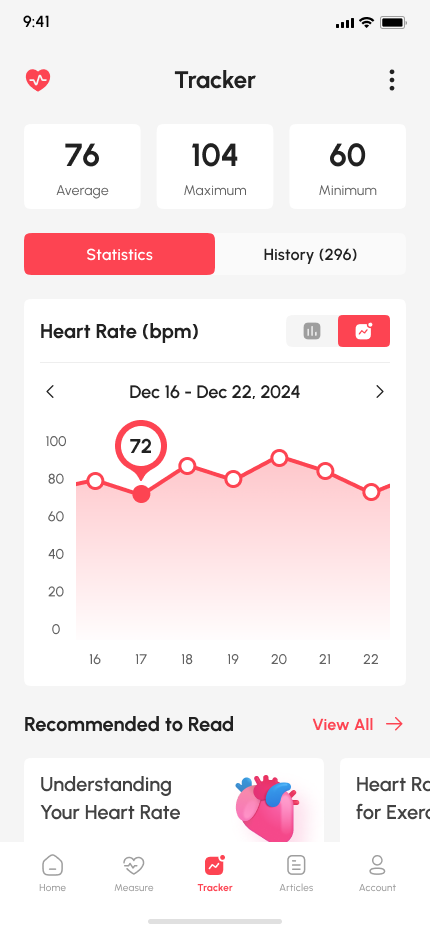 9:41
Tracker
76
Average
104
Maximum
60
Minimum
Statistics
History (296)
Heart Rate (bpm)
Dec 16 - Dec 22, 2024
72
100
80
60
40
20
0
16 17 18 19 20 21 22
Recommended to Read
View All
Understanding
Your Heart Rate
Heart Ra
for Exerc
Home
Measure
Tracker
Articles
Account